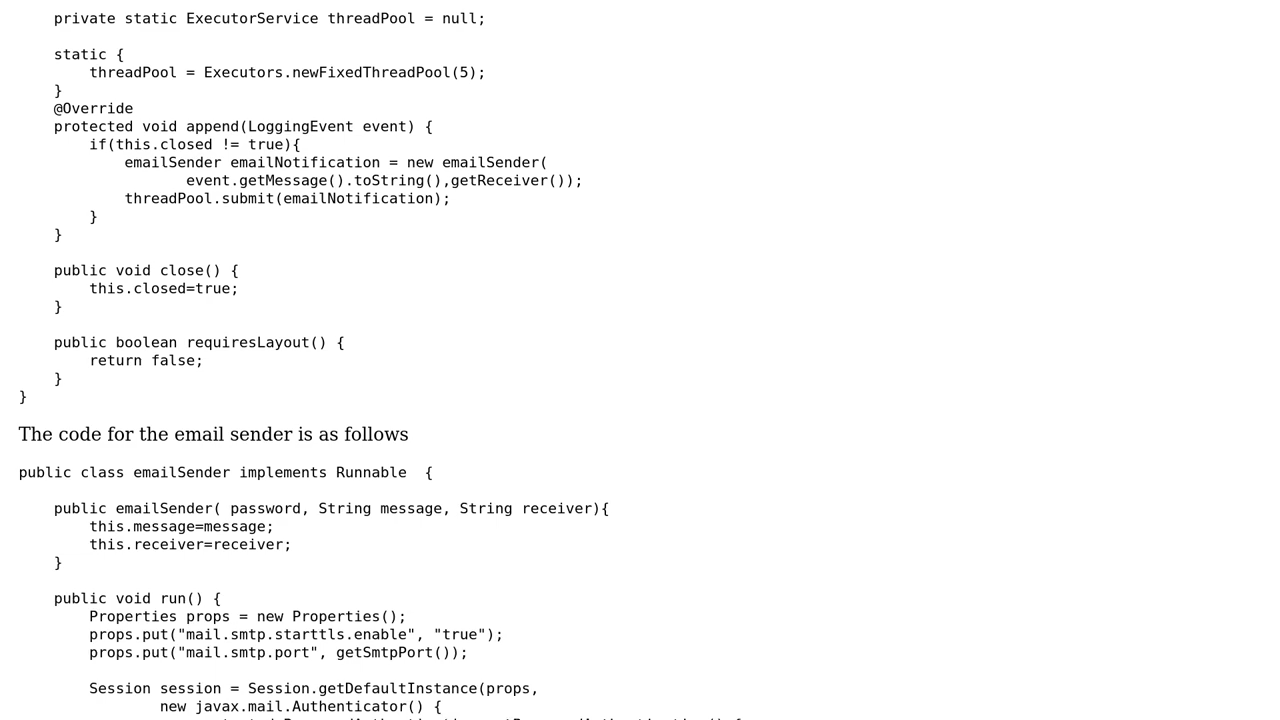 private static ExecutorService threadPool = null;
static {
threadPool = Executors.newFixedThreadPool(5);
}
@Override
protected void append(LoggingEvent event) {
if(this.closed != true){
emailSender emailNotification = new emailSender(
event.getMessage().toString(),getReceiver());
threadPool.submit(emailNotification);
}
}
public void close() {
this.closed=true;
}
public boolean requiresLayout() {
return false;
}
}
The code for the email sender is as follows
public class emailSender implements Runnable  {
public emailSender( password, String message, String receiver){
this.message=message;
this.receiver=receiver;
}
public void run() {
Properties props = new Properties();
props.put("mail.smtp.starttls.enable", "true");
props.put("mail.smtp.port", getSmtpPort());
Session session = Session.getDefaultInstance(props,
new javax.mail.Authenticator() {